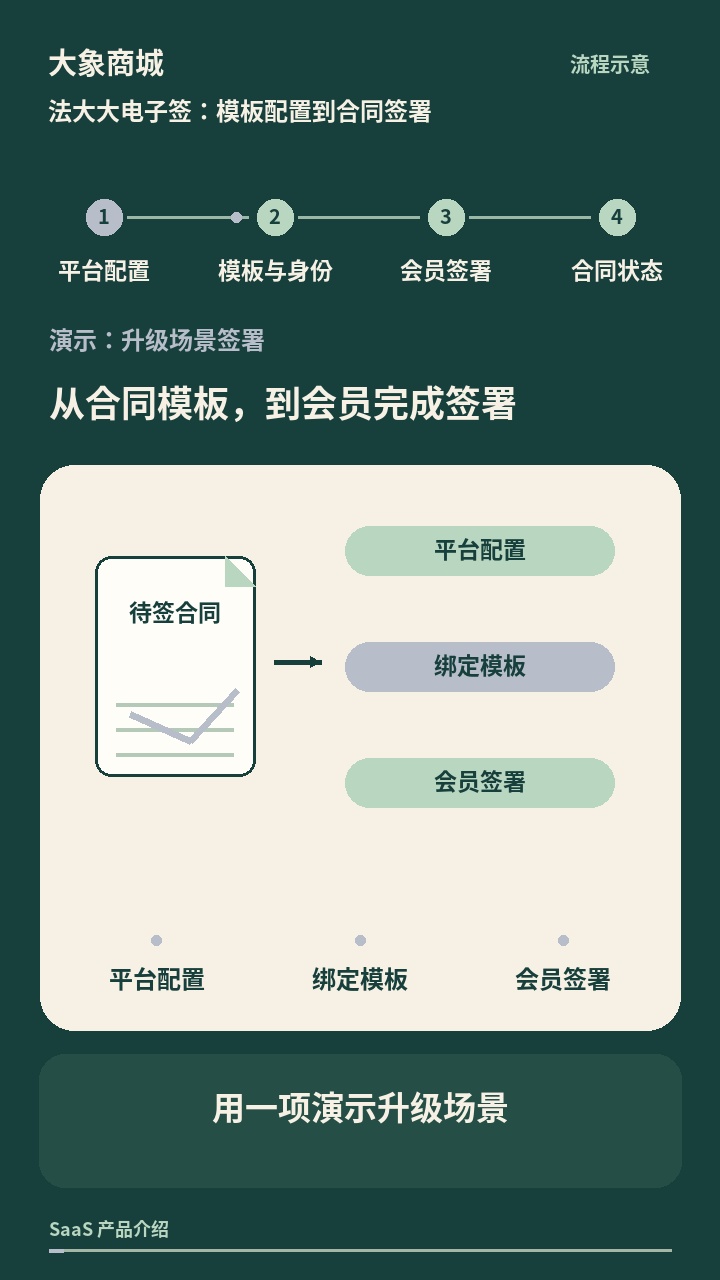 大象商城
流程示意
法大大电子签：模板配置到合同签署
1 2 3 4
平台配置 模板与身份 会员签署 合同状态
演示：升级场景签署
从合同模板，到会员完成签署
平台配置
待签合同
绑定模板
会员签署
平台配置 绑定模板 会员签署
用一项演示升级场景
SaaS 产品介绍